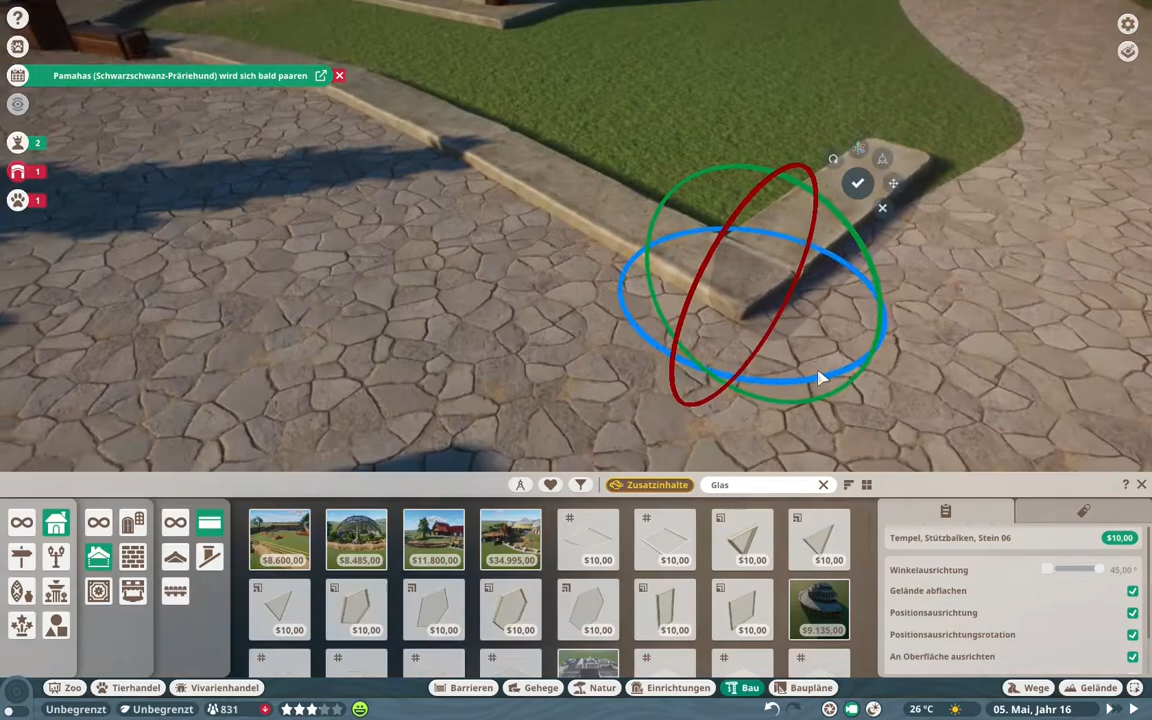 ?
Pamahas (Schwarzschwanz-Präriehund) wird sich bald paaren
2
1
1
Zusatzinhalte
Glas
?
$8.600,00
$8.485,00
$11.800,00
$34.995,00
$10,00
$10,00
$10,00
$10,00
$10,00
$10,00
$10,00
$10,00
$10,00
$10,00
$10,00
$9.135,00
Tempel, Stützbalken, Stein 06
$10,00
Winkelausrichtung
45,00 °
Gelände abflachen
Positionsausrichtung
Positionsausrichtungsrotation
An Oberfläche ausrichten
Zoo
Tierhandel
Vivarienhandel
Barrieren
Gehege
Natur
Einrichtungen
Bau
Baupläne
Wege
Gelände
Unbegrenzt
Unbegrenzt
831
26 °C
05. Mai, Jahr 16